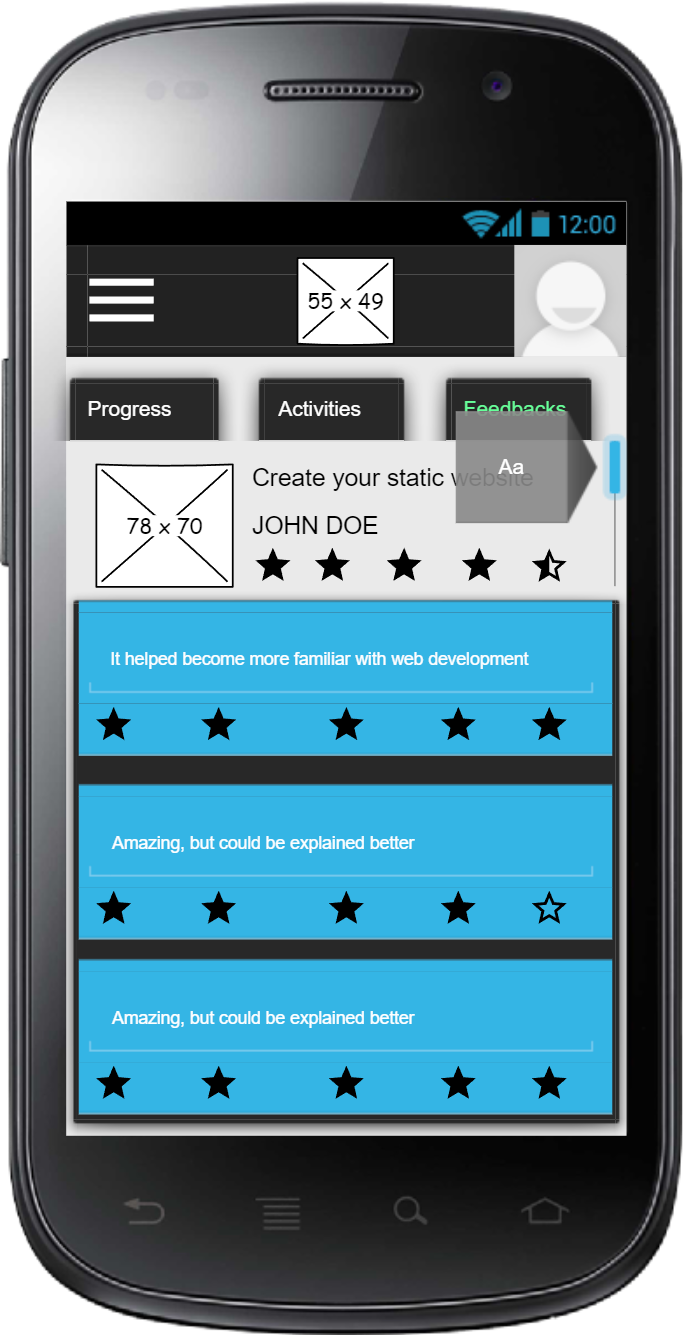 12:00
55 x 49
Progress
Activities
Feedbacks
Aa
Create your static website
78 x 70
JOHN DOE
It helped become more familiar with web development
Amazing, but could be explained better
Amazing, but could be explained better